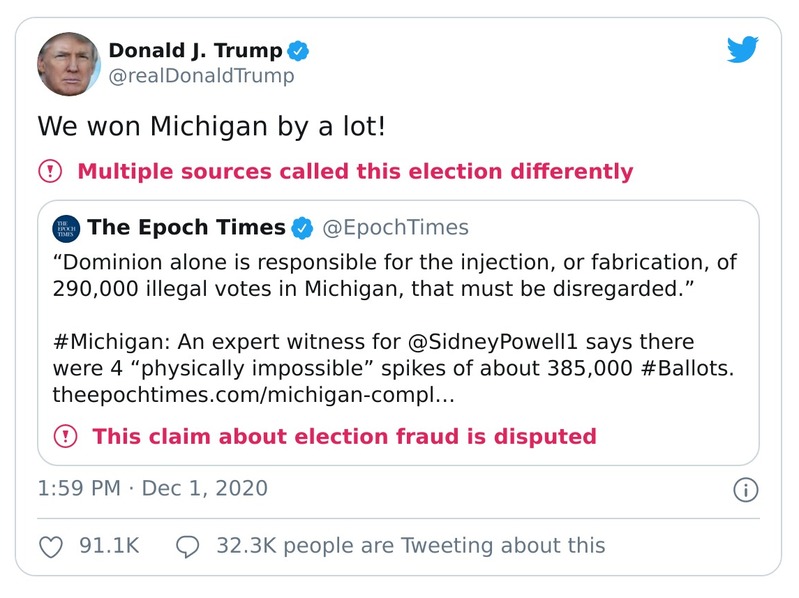 Donald J. Trump
@realDonaldTrump
We won Michigan by a lot!
Multiple sources called this election differently
THE
EPOCH
TIMES
The Epoch Times @EpochTimes
“Dominion alone is responsible for the injection, or fabrication, of
290,000 illegal votes in Michigan, that must be disregarded.”
#Michigan: An expert witness for @SidneyPowell1 says there
were 4 “physically impossible” spikes of about 385,000 #Ballots.
theepochtimes.com/michigan-compl…
This claim about election fraud is disputed
1:59 PM · Dec 1, 2020
91.1K 32.3K people are Tweeting about this